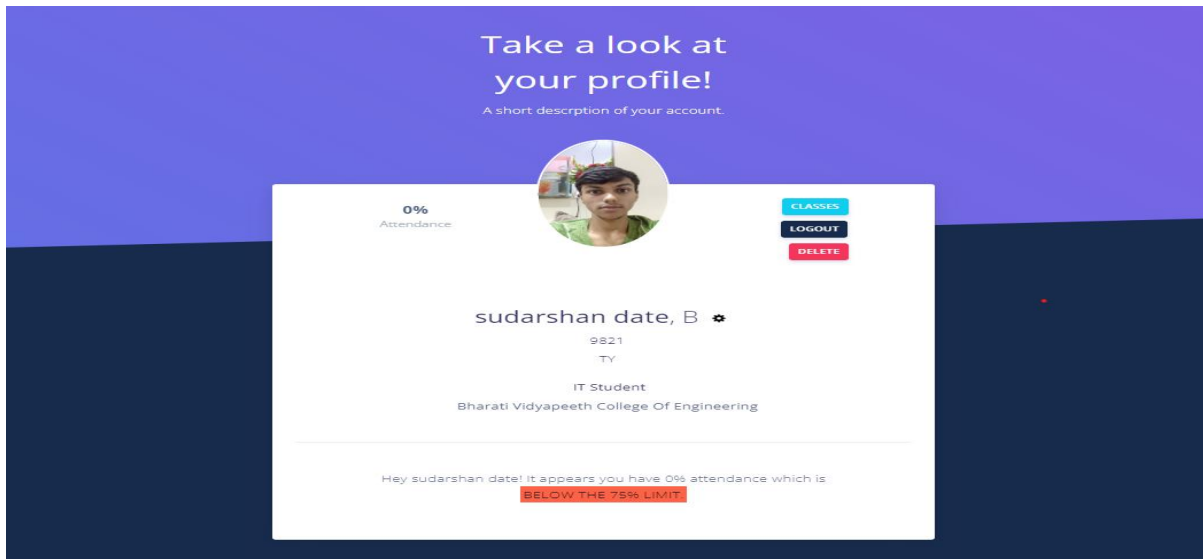 Take a look at
your profile!
A short descrption of your account.
0%
Attendance
CLASSES
LOGOUT
DELETE
sudarshan date, B
9821
TY
IT Student
Bharati Vidyapeeth College Of Engineering
Hey sudarshan date! It appears you have 0% attendance which is
BELOW THE 75% LIMIT.